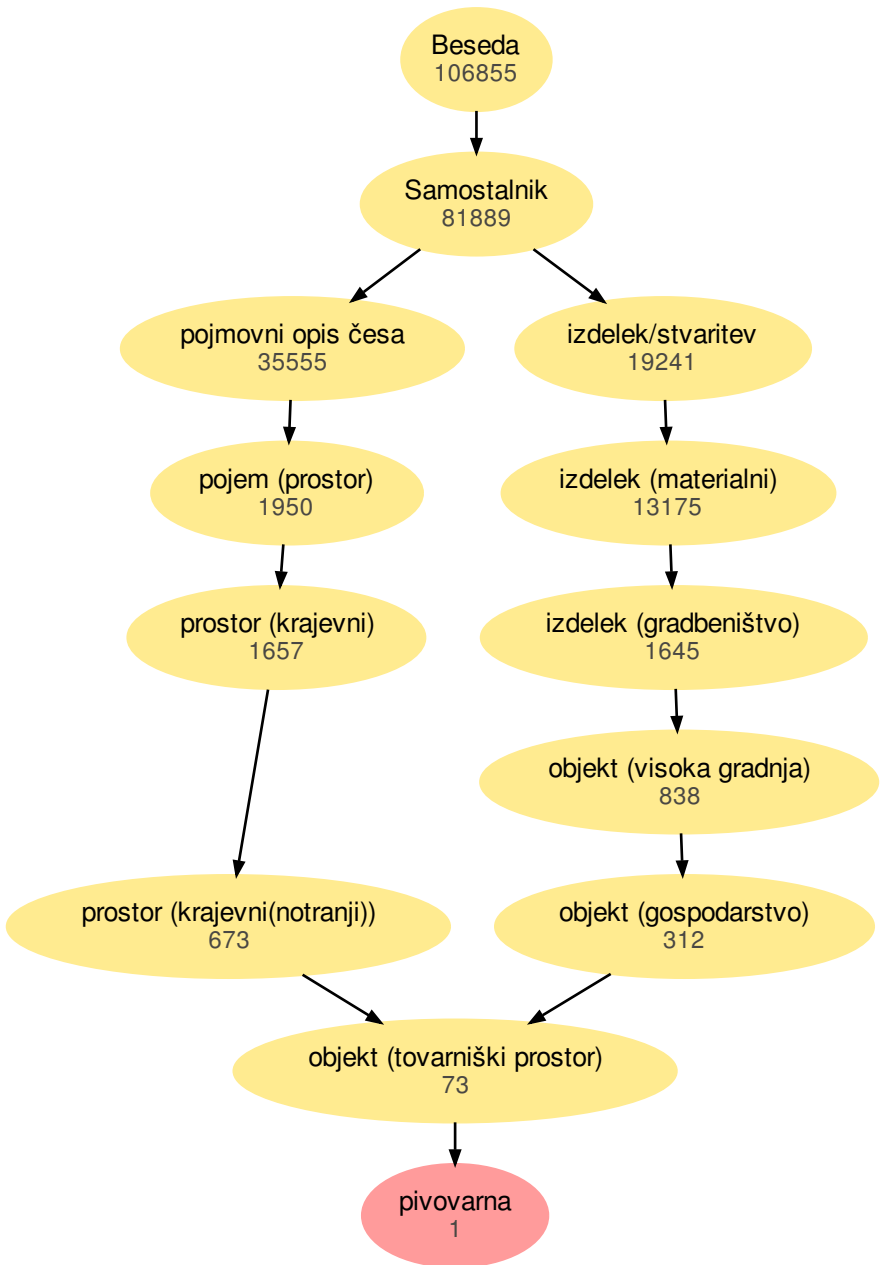 Beseda
106855
Samostalnik
81889
pojmovni opis česa
35555
izdelek/stvaritev
19241
pojem (prostor)
1950
izdelek (materialni)
13175
prostor (krajevni)
1657
izdelek (gradbeništvo)
1645
objekt (visoka gradnja)
838
prostor (krajevni(notranji))
673
objekt (gospodarstvo)
312
objekt (tovarniški prostor)
73
pivovarna
1